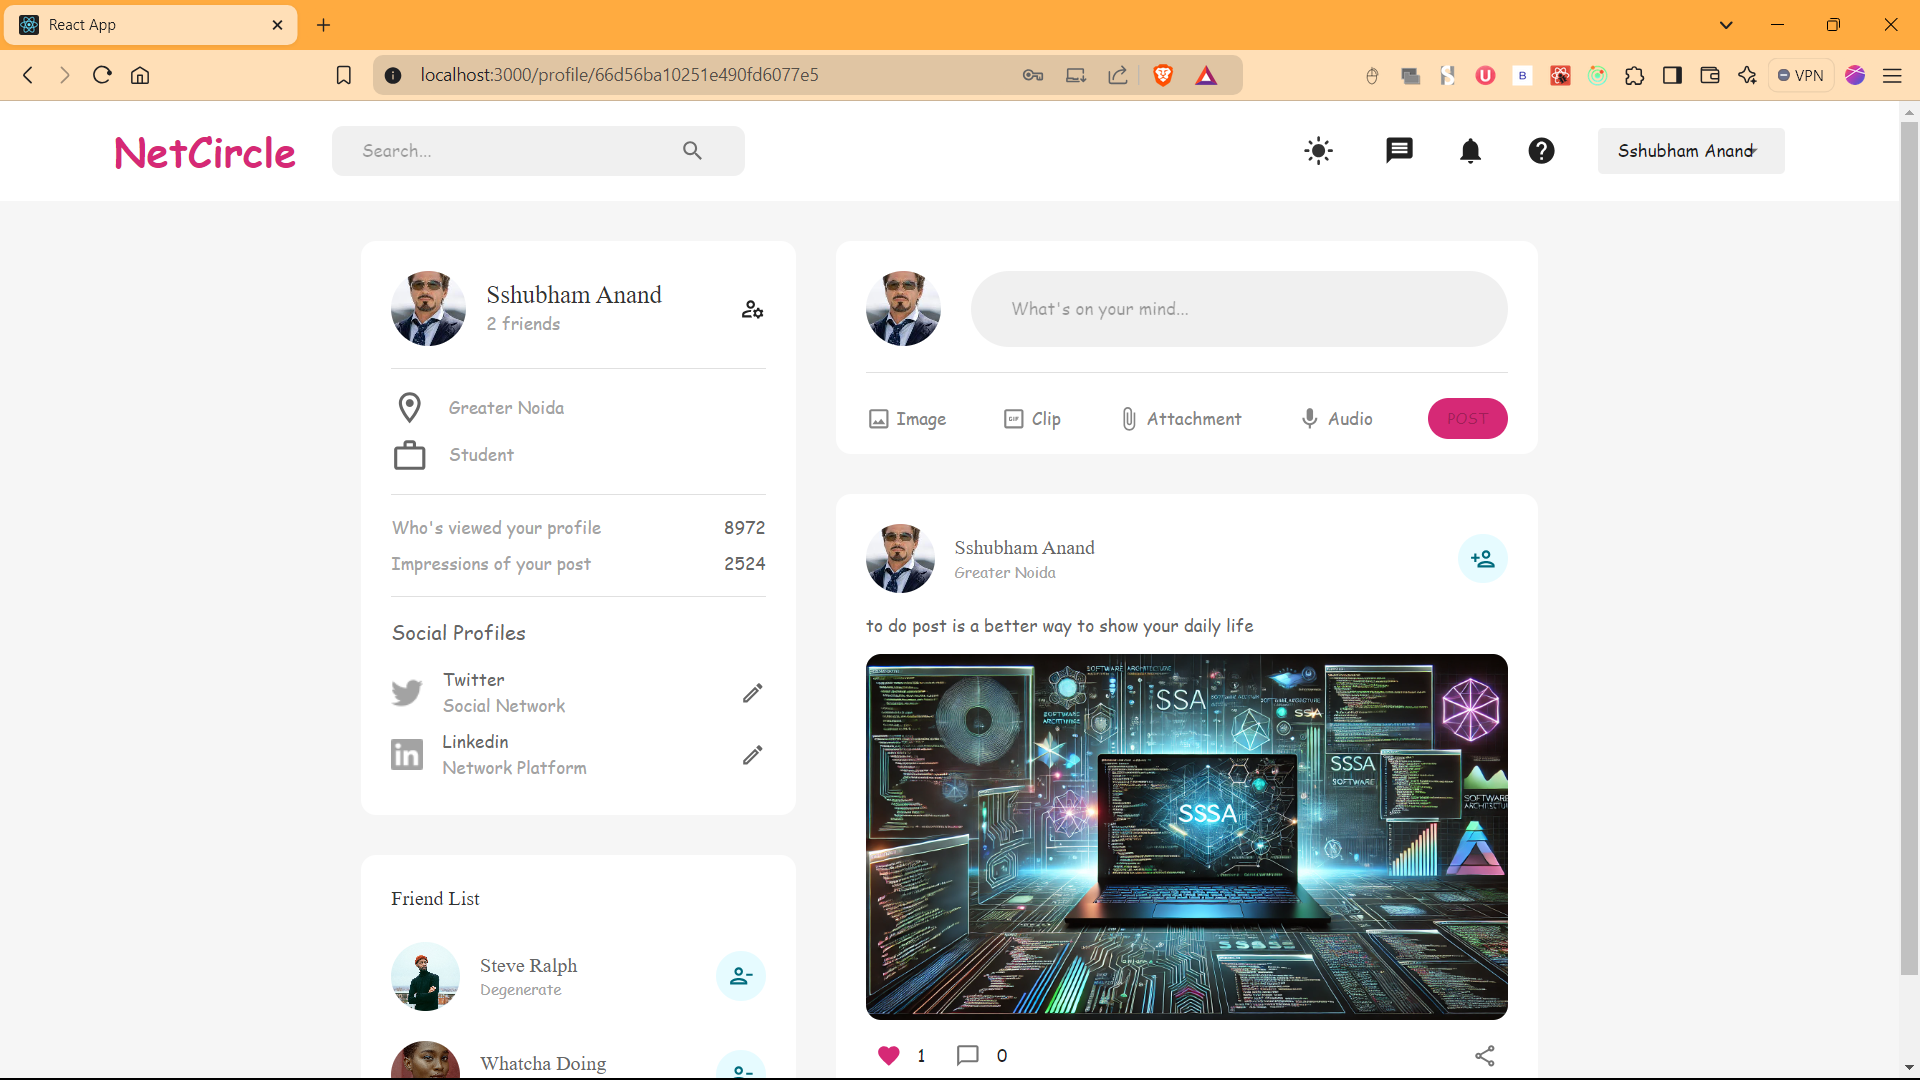 React App
localhost:3000/profile/66d56ba10251e490fd6077e5
VPN
NetCircle
Search...
Sshubham Anand
Sshubham Anand
2 friends
Greater Noida
Student
Who's viewed your profile 8972
Impressions of your post 2524
Social Profiles
Twitter
Social Network
Linkedin
Network Platform
Friend List
Steve Ralph
Degenerate
Whatcha Doing
What's on your mind...
Image Clip Attachment Audio POST
Sshubham Anand
Greater Noida
to do post is a better way to show your daily life
SOFTWARE ARCHITECTURE
SSA
SSA
SSSA
SOFTWARE
SSSA
1 0